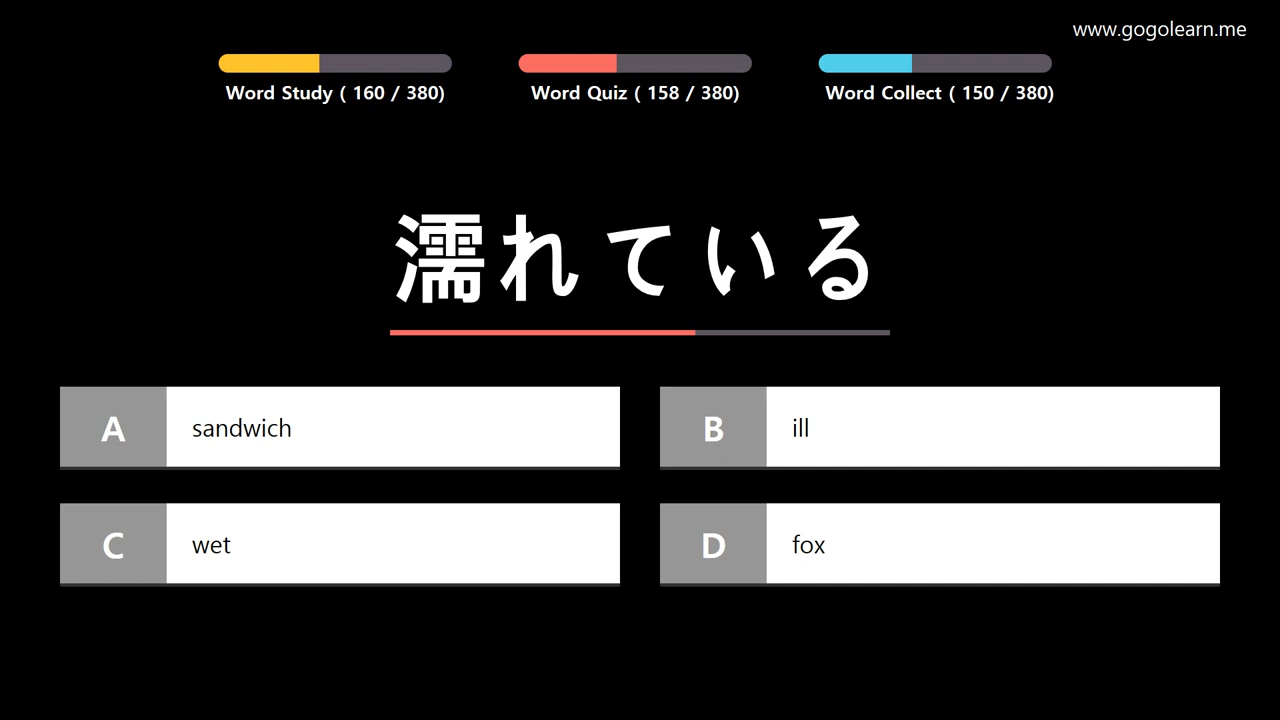 www.gogolearn.me
Word Study ( 160 / 380)
Word Quiz ( 158 / 380)
Word Collect ( 150 / 380)
濡れている
A sandwich
B ill
C wet
D fox